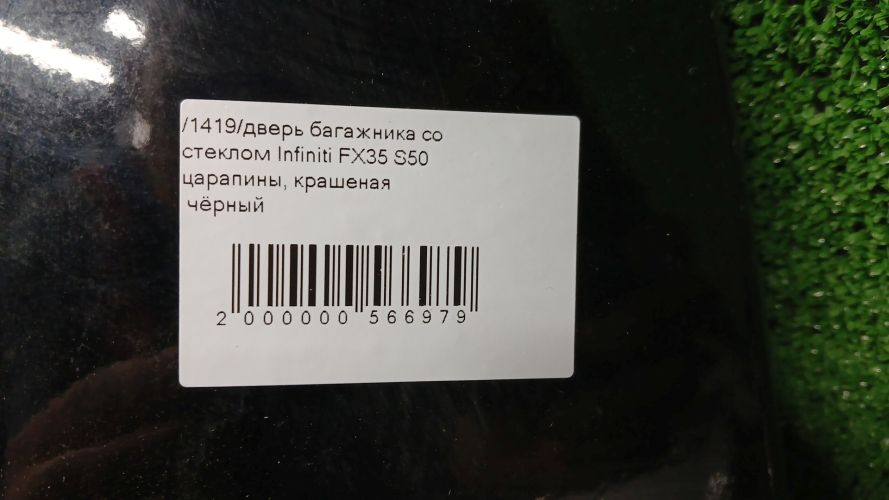 /1419/дверь багажника со
стеклом Infiniti FX35 S50
царапины, крашеная
чёрный
2 000000 566979